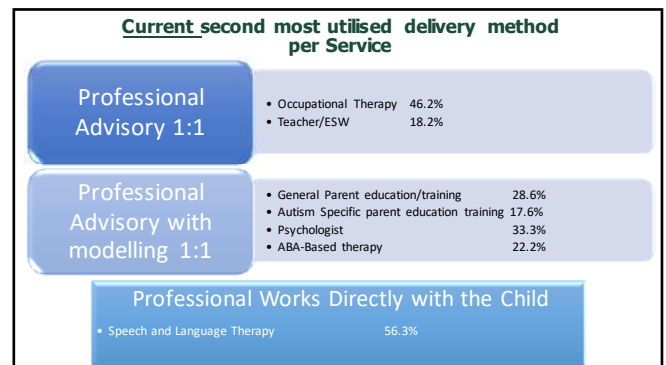 Current second most utilised delivery method
per Service
Professional
Advisory 1:1
• Occupational Therapy 46.2%
• Teacher/ESW 18.2%
Professional
Advisory with
modelling 1:1
• General Parent education/training 28.6%
• Autism Specific parent education training 17.6%
• Psychologist 33.3%
• ABA-Based therapy 22.2%
Professional Works Directly with the Child
• Speech and Language Therapy 56.3%